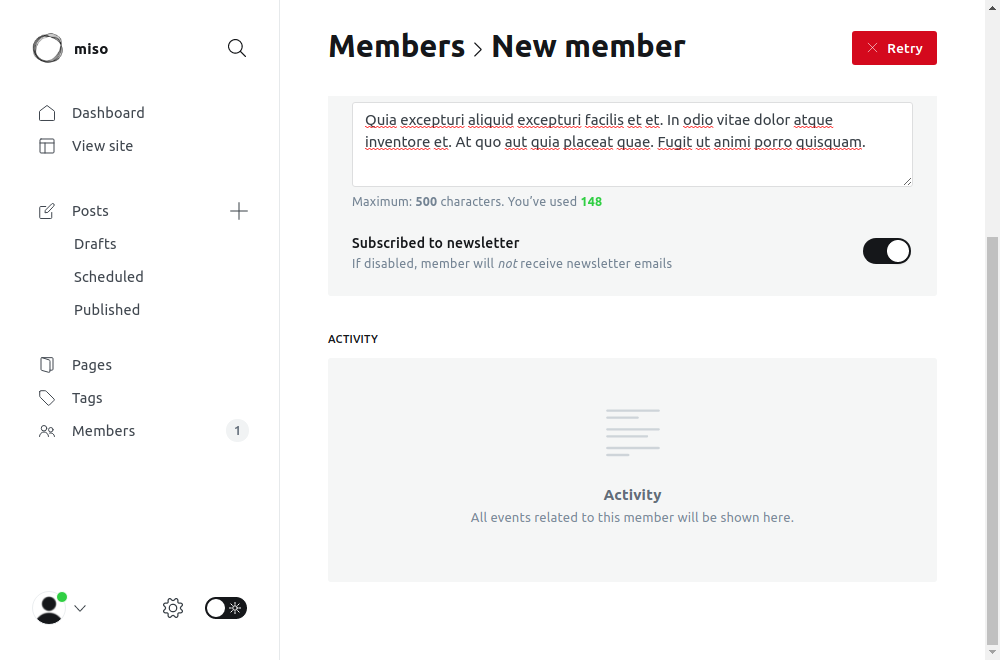 miso
Dashboard
View site
Posts
Drafts
Scheduled
Published
Pages
Tags
Members 1
Members > New member
Retry
Quia excepturi aliquid excepturi facilis et et. In odio vitae dolor atque
inventore et. At quo aut quia placeat quae. Fugit ut animi porro quisquam.
Maximum: 500 characters. You’ve used 148
Subscribed to newsletter
If disabled, member will not receive newsletter emails
ACTIVITY
Activity
All events related to this member will be shown here.